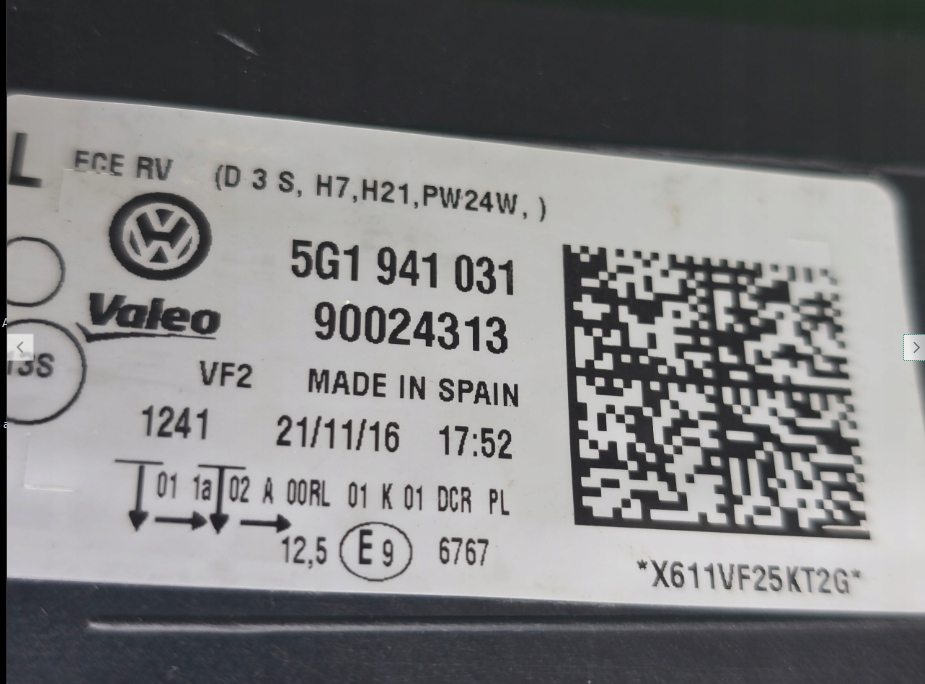 L ECE RV (D 3 S, H7,H21,PW24W, )
5G1 941 031
Valeo
90024313
VF2 MADE IN SPAIN
1241 21/11/16 17:52
01 1a 02 A 00RL 01 K 01 DCR PL
12,5 E9 6767
*X611VF25KT2G*